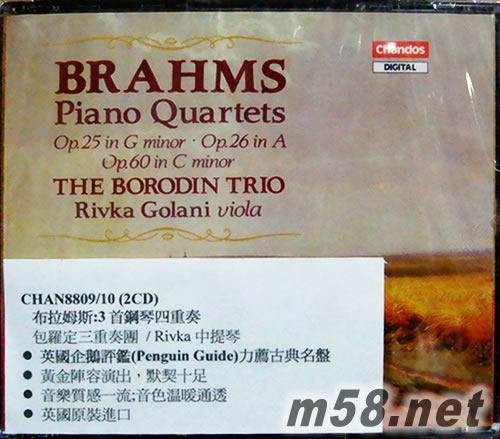 Chandos
DIGITAL
BRAHMS
Piano Quartets
Op.25 in G minor · Op.26 in A
Op.60 in C minor
THE BORODIN TRIO
Rivka Golani viola
CHAN8809/10 (2CD)
布拉姆斯:3 首鋼琴四重奏
包羅定三重奏團 / Rivka 中提琴
● 英國企鵝評鑑(Penguin Guide)力薦古典名盤
● 黃金陣容演出，默契十足
● 音樂質感一流;音色温暖通透
● 英國原裝進口
m58.net